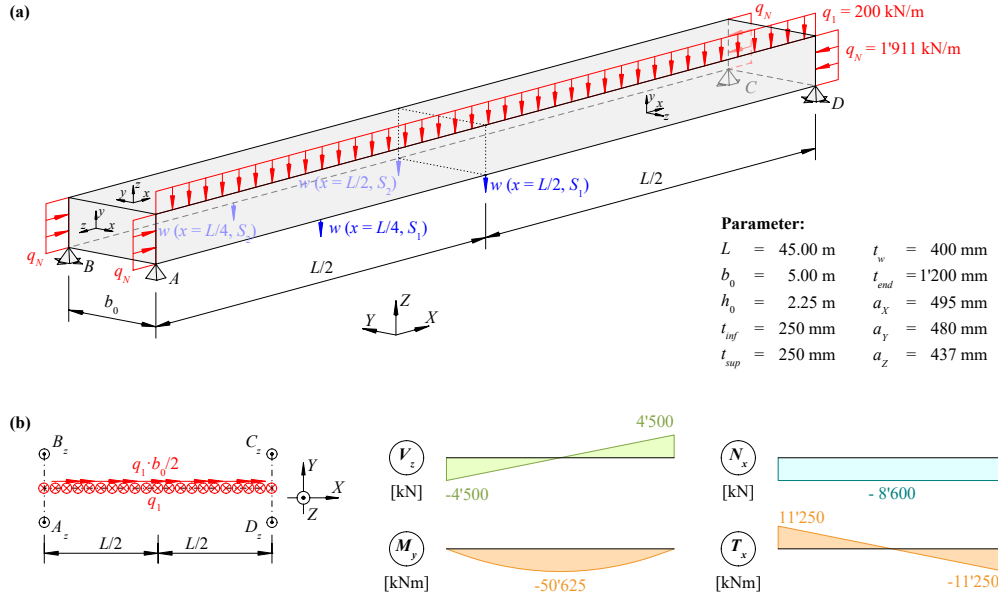 (a)
q_N
q_1 = 200 kN/m
q_N = 1'911 kN/m
C
D
y
x
z
y
z
x
y
z
x
w (x = L/2, S_2)
w (x = L/2, S_1)
L/2
w (x = L/4, S_2)
w (x = L/4, S_1)
q_N
B
q_N
A
L/2
b_0
Z
Y
X
Parameter:
L = 45.00 m t_w = 400 mm
b_0 = 5.00 m t_end = 1'200 mm
h_0 = 2.25 m a_X = 495 mm
t_inf = 250 mm a_Y = 480 mm
t_sup = 250 mm a_Z = 437 mm
(b)
B_z
C_z
q_1·b_0/2
q_1
A_z
D_z
L/2
L/2
Y
X
Z
V_z
[kN]
4'500
-4'500
N_x
[kN]
- 8'600
M_y
[kNm]
-50'625
T_x
[kNm]
11'250
-11'250